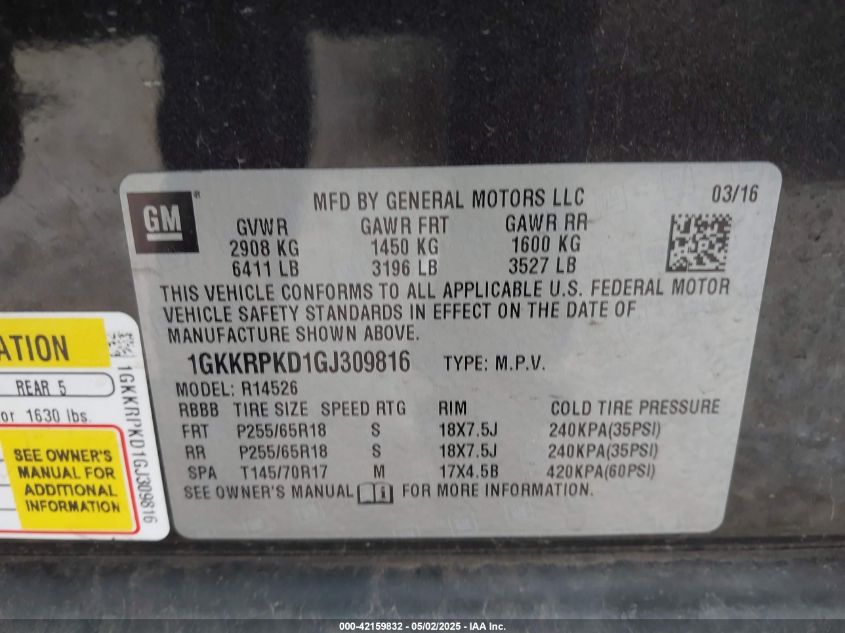 GM ®
MFD BY GENERAL MOTORS LLC 03/16
GVWR GAWR FRT GAWR RR
2908 KG 1450 KG 1600 KG
6411 LB 3196 LB 3527 LB
THIS VEHICLE CONFORMS TO ALL APPLICABLE U.S. FEDERAL MOTOR
VEHICLE SAFETY STANDARDS IN EFFECT ON THE DATE OF
MANUFACTURE SHOWN ABOVE.
1GKKRPKD1GJ309816 TYPE: M.P.V.
MODEL: R14526
RBBB TIRE SIZE SPEED RTG RIM COLD TIRE PRESSURE
FRT P255/65R18 S 18X7.5J 240KPA(35PSI)
RR P255/65R18 S 18X7.5J 240KPA(35PSI)
SPA T145/70R17 M 17X4.5B 420KPA(60PSI)
SEE OWNER'S MANUAL FOR MORE INFORMATION.
ATION
REAR 5
or 1630 lbs.
SEE OWNER'S
MANUAL FOR
ADDITIONAL
INFORMATION
1GKKRPKD1GJ309816
000-42159832 - 05/02/2025 - IAA Inc.